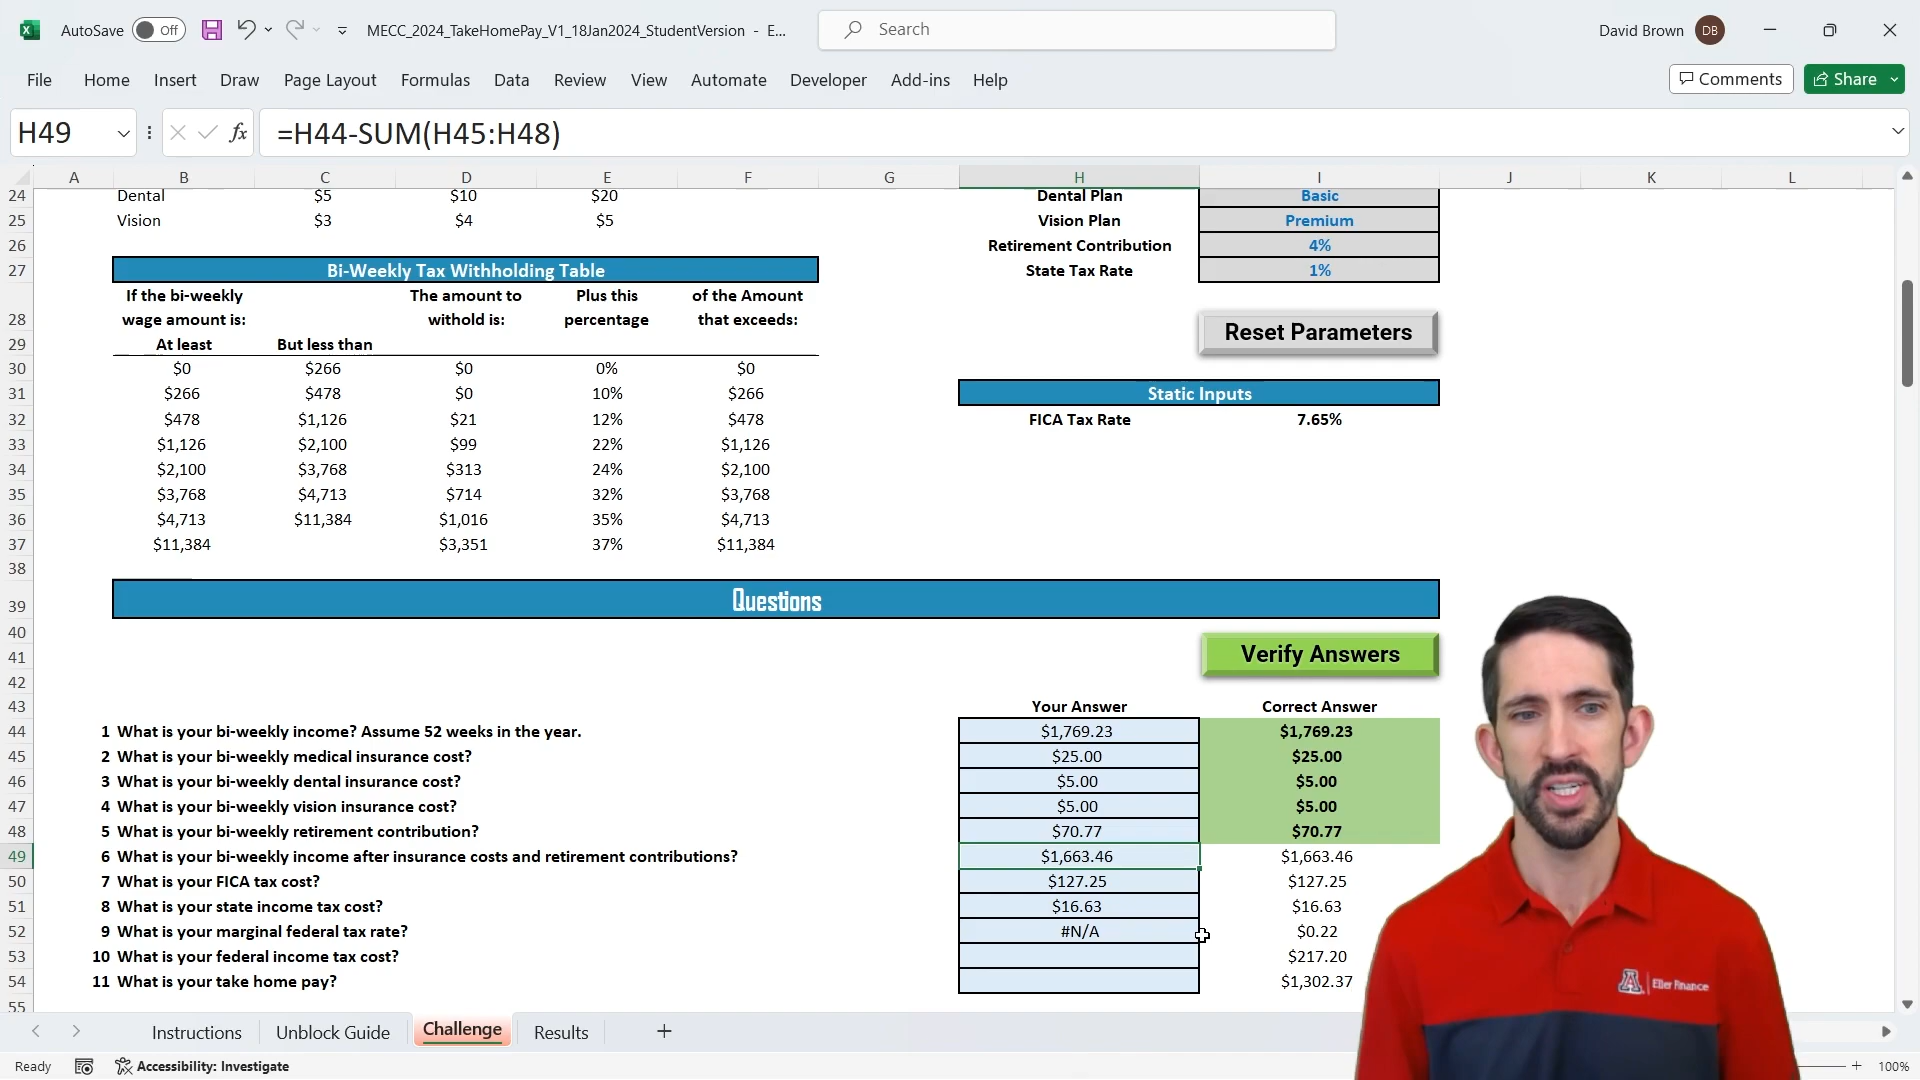 AutoSave Off MECC_2024_TakeHomePay_V1_18Jan2024_StudentVersion - E... Search David Brown DB
File Home Insert Draw Page Layout Formulas Data Review View Automate Developer Add-ins Help Comments Share
H49 fx =H44-SUM(H45:H48)
A B C D E F G H I J K L
24 Dental $5 $10 $20 Dental Plan Basic
25 Vision $3 $4 $5 Vision Plan Premium
26 Retirement Contribution 4%
27 Bi-Weekly Tax Withholding Table State Tax Rate 1%
If the bi-weekly The amount to Plus this of the Amount
28 wage amount is: withold is: percentage that exceeds: Reset Parameters
29 At least But less than
30 $0 $266 $0 0% $0
31 $266 $478 $0 10% $266 Static Inputs
32 $478 $1,126 $21 12% $478 FICA Tax Rate 7.65%
33 $1,126 $2,100 $99 22% $1,126
34 $2,100 $3,768 $313 24% $2,100
35 $3,768 $4,713 $714 32% $3,768
36 $4,713 $11,384 $1,016 35% $4,713
37 $11,384 $3,351 37% $11,384
38
39 Questions
40
41 Verify Answers
42
43 Your Answer Correct Answer
44 1 What is your bi-weekly income? Assume 52 weeks in the year. $1,769.23 $1,769.23
45 2 What is your bi-weekly medical insurance cost? $25.00 $25.00
46 3 What is your bi-weekly dental insurance cost? $5.00 $5.00
47 4 What is your bi-weekly vision insurance cost? $5.00 $5.00
48 5 What is your bi-weekly retirement contribution? $70.77 $70.77
49 6 What is your bi-weekly income after insurance costs and retirement contributions? $1,663.46 $1,663.46
50 7 What is your FICA tax cost? $127.25 $127.25
51 8 What is your state income tax cost? $16.63 $16.63
52 9 What is your marginal federal tax rate? #N/A $0.22
53 10 What is your federal income tax cost? $217.20
54 11 What is your take home pay? $1,302.37
55
A Eller Finance
Instructions Unblock Guide Challenge Results
Ready Accessibility: Investigate 100%